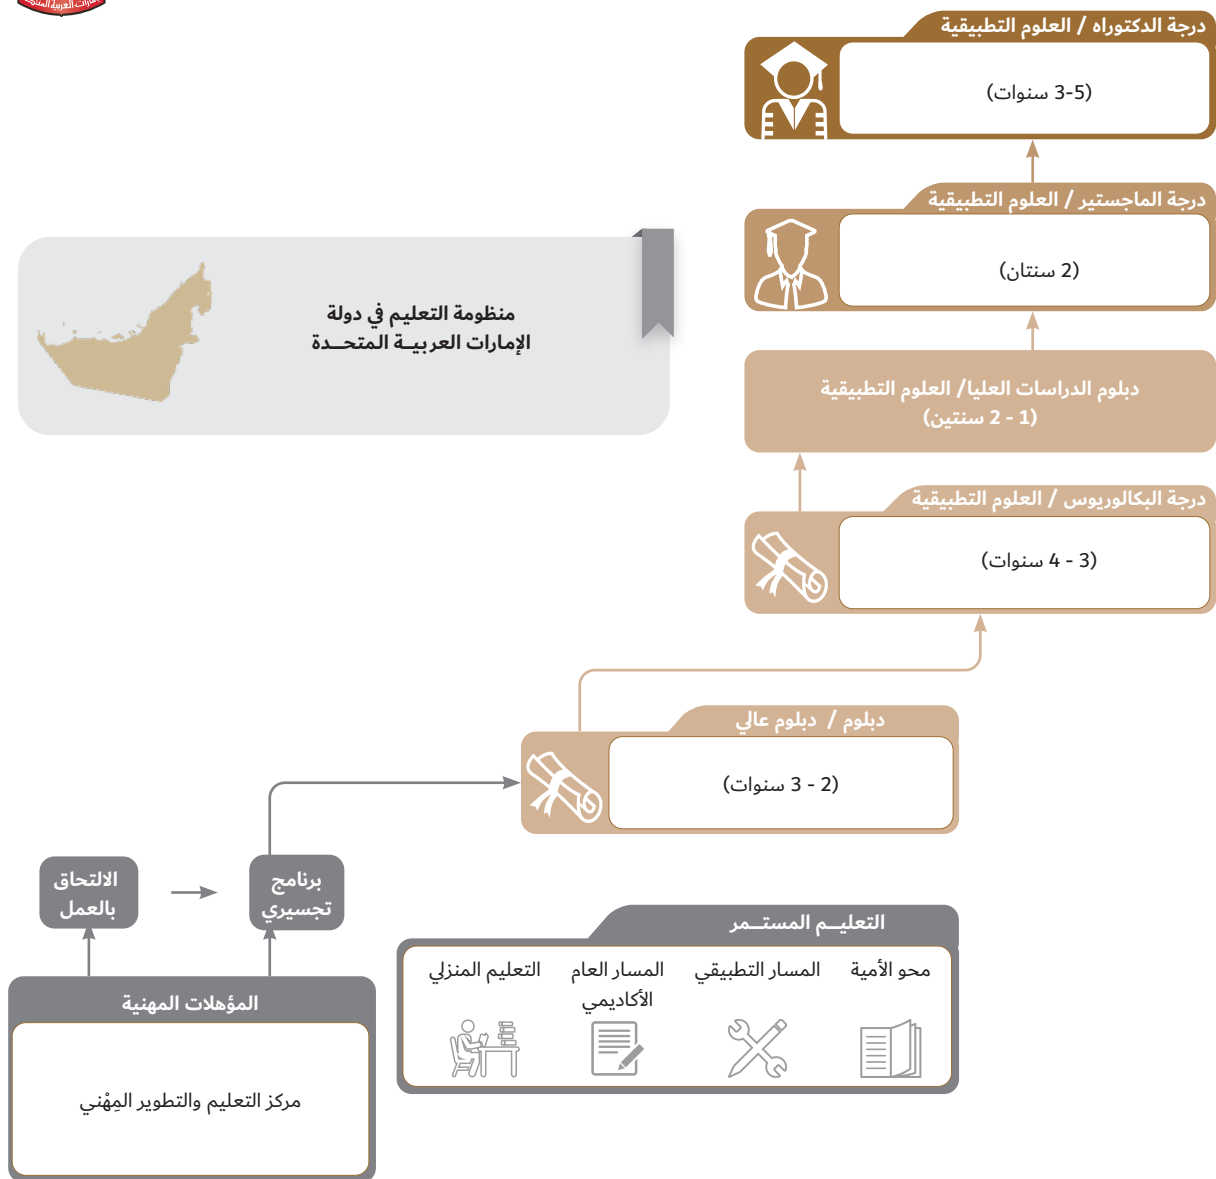 الإمارات العربية المتحدة
درجة الدكتوراه / العلوم التطبيقية
(3-5 سنوات)
درجة الماجستير / العلوم التطبيقية
(2 سنتان)
منظومة التعليم في دولة
الإمارات العربيــة المتحــدة
دبلوم الدراسات العليا/ العلوم التطبيقية
(1 - 2 سنتين)
درجة البكالوريوس / العلوم التطبيقية
(3 - 4 سنوات)
دبلوم / دبلوم عالي
(2 - 3 سنوات)
برنامج
تجسيري
الالتحاق
بالعمل
التعليــم المستــمر
محو الأمية
المسار التطبيقي
المسار العام
الأكاديمي
التعليم المنزلي
المؤهلات المهنية
مركز التعليم والتطوير المِهْني